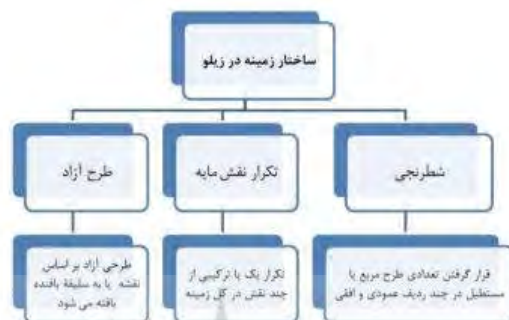 ساختار زمینه در زیلو
شطرنجی
تکرار نقش مایه
طرح آزاد
قرار گرفتن تعدادی طرح مربع یا
مستطیل در چند ردیف عمودی و افقی
تکرار یک یا ترکیبی از
چند نقش در کل زمینه
طرحی آزاد بر اساس
نقشه یا به سلیقهٔ بافنده
بافته می شود